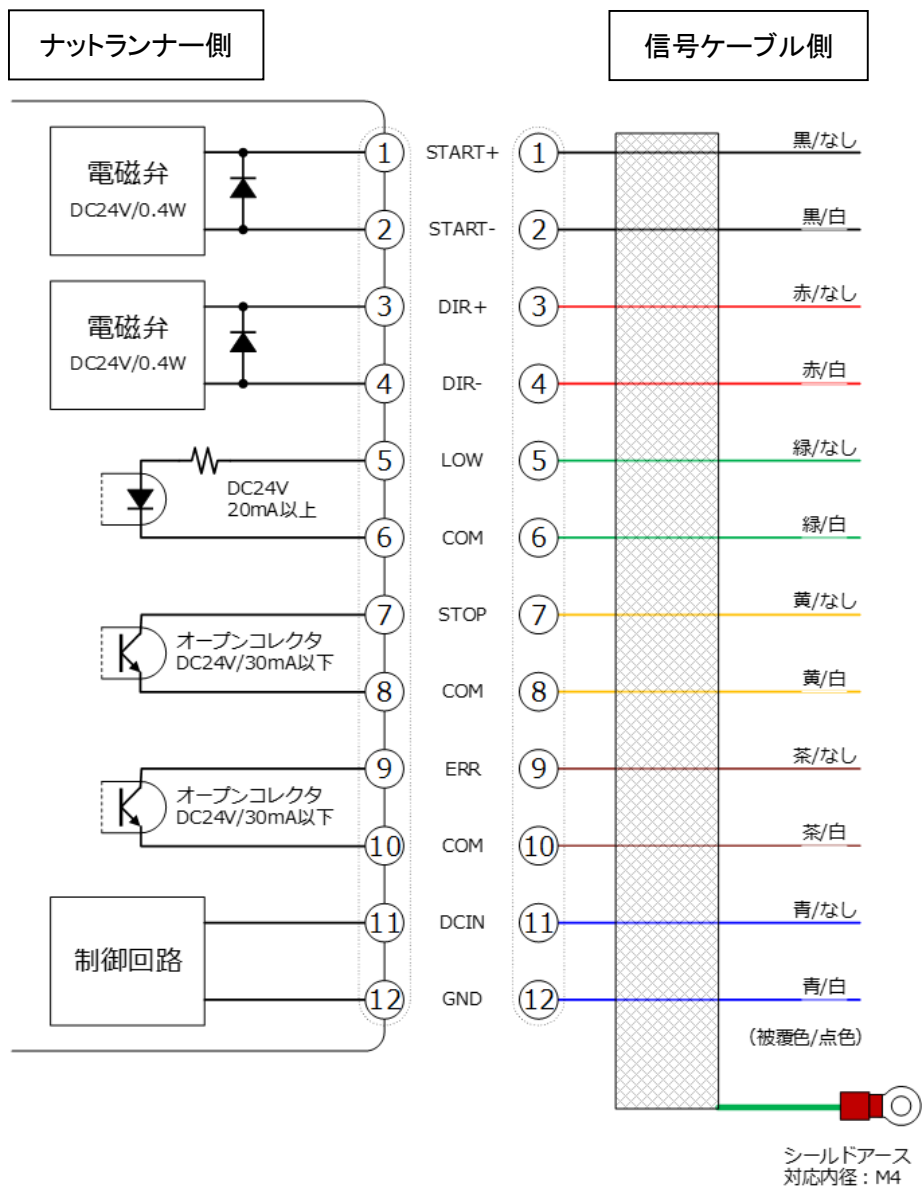 ナットランナー側
信号ケーブル側
電磁弁
DC24V/0.4W
1 START+ 1 黒/なし
2 START- 2 黒/白
電磁弁
DC24V/0.4W
3 DIR+ 3 赤/なし
4 DIR- 4 赤/白
5 LOW 5 緑/なし
DC24V
20mA以上
6 COM 6 緑/白
7 STOP 7 黄/なし
オープンコレクタ
DC24V/30mA以下
8 COM 8 黄/白
9 ERR 9 茶/なし
オープンコレクタ
DC24V/30mA以下
10 COM 10 茶/白
制御回路
11 DCIN 11 青/なし
12 GND 12 青/白
(被覆色/点色)
シールドアース
対応内径:M4